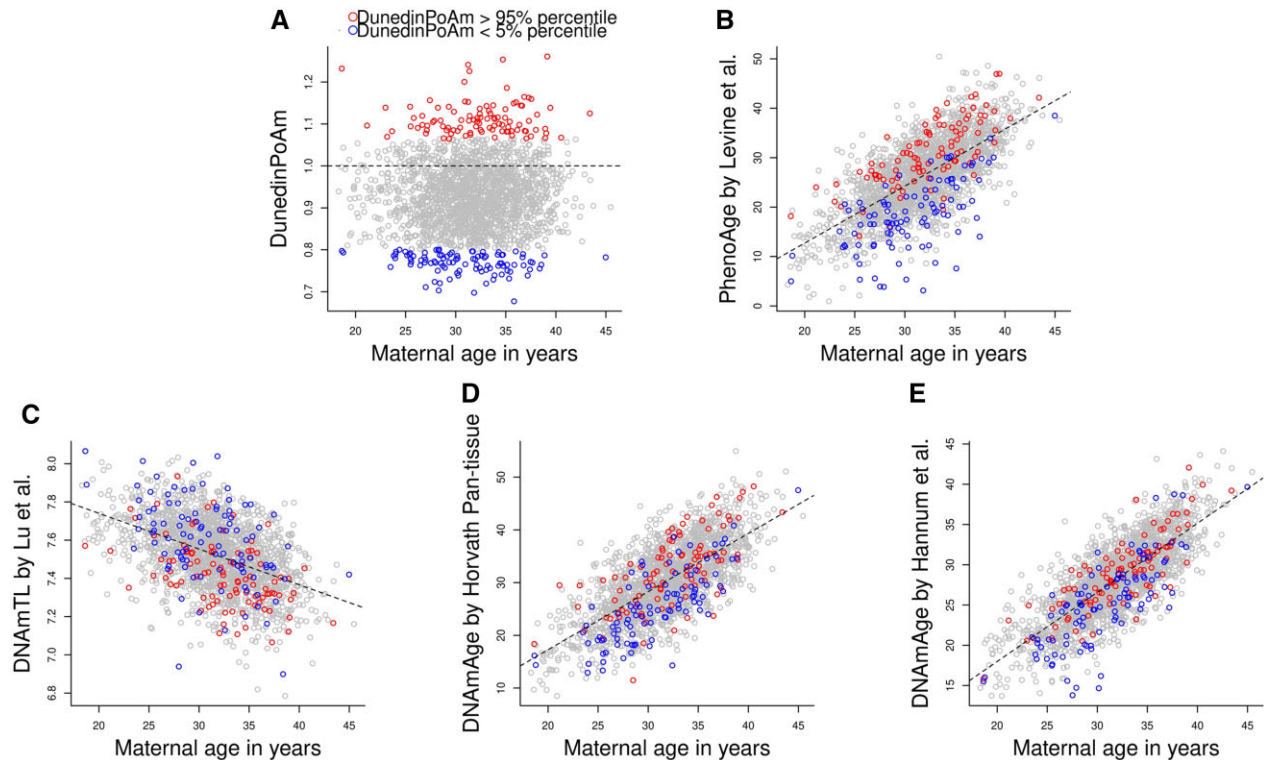 A
DunedinPoAm > 95% percentile
DunedinPoAm < 5% percentile
DunedinPoAm
1.2
1.1
1.0
0.9
0.8
0.7
20 25 30 35 40 45
Maternal age in years
B
PhenoAge by Levine et al.
50
40
30
20
10
0
20 25 30 35 40 45
Maternal age in years
C
DNAmTL by Lu et al.
8.0
7.8
7.6
7.4
7.2
7.0
6.8
20 25 30 35 40 45
Maternal age in years
D
DNAmAge by Horvath Pan-tissue
50
40
30
20
10
20 25 30 35 40 45
Maternal age in years
E
DNAmAge by Hannum et al.
45
40
35
30
25
20
15
20 25 30 35 40 45
Maternal age in years